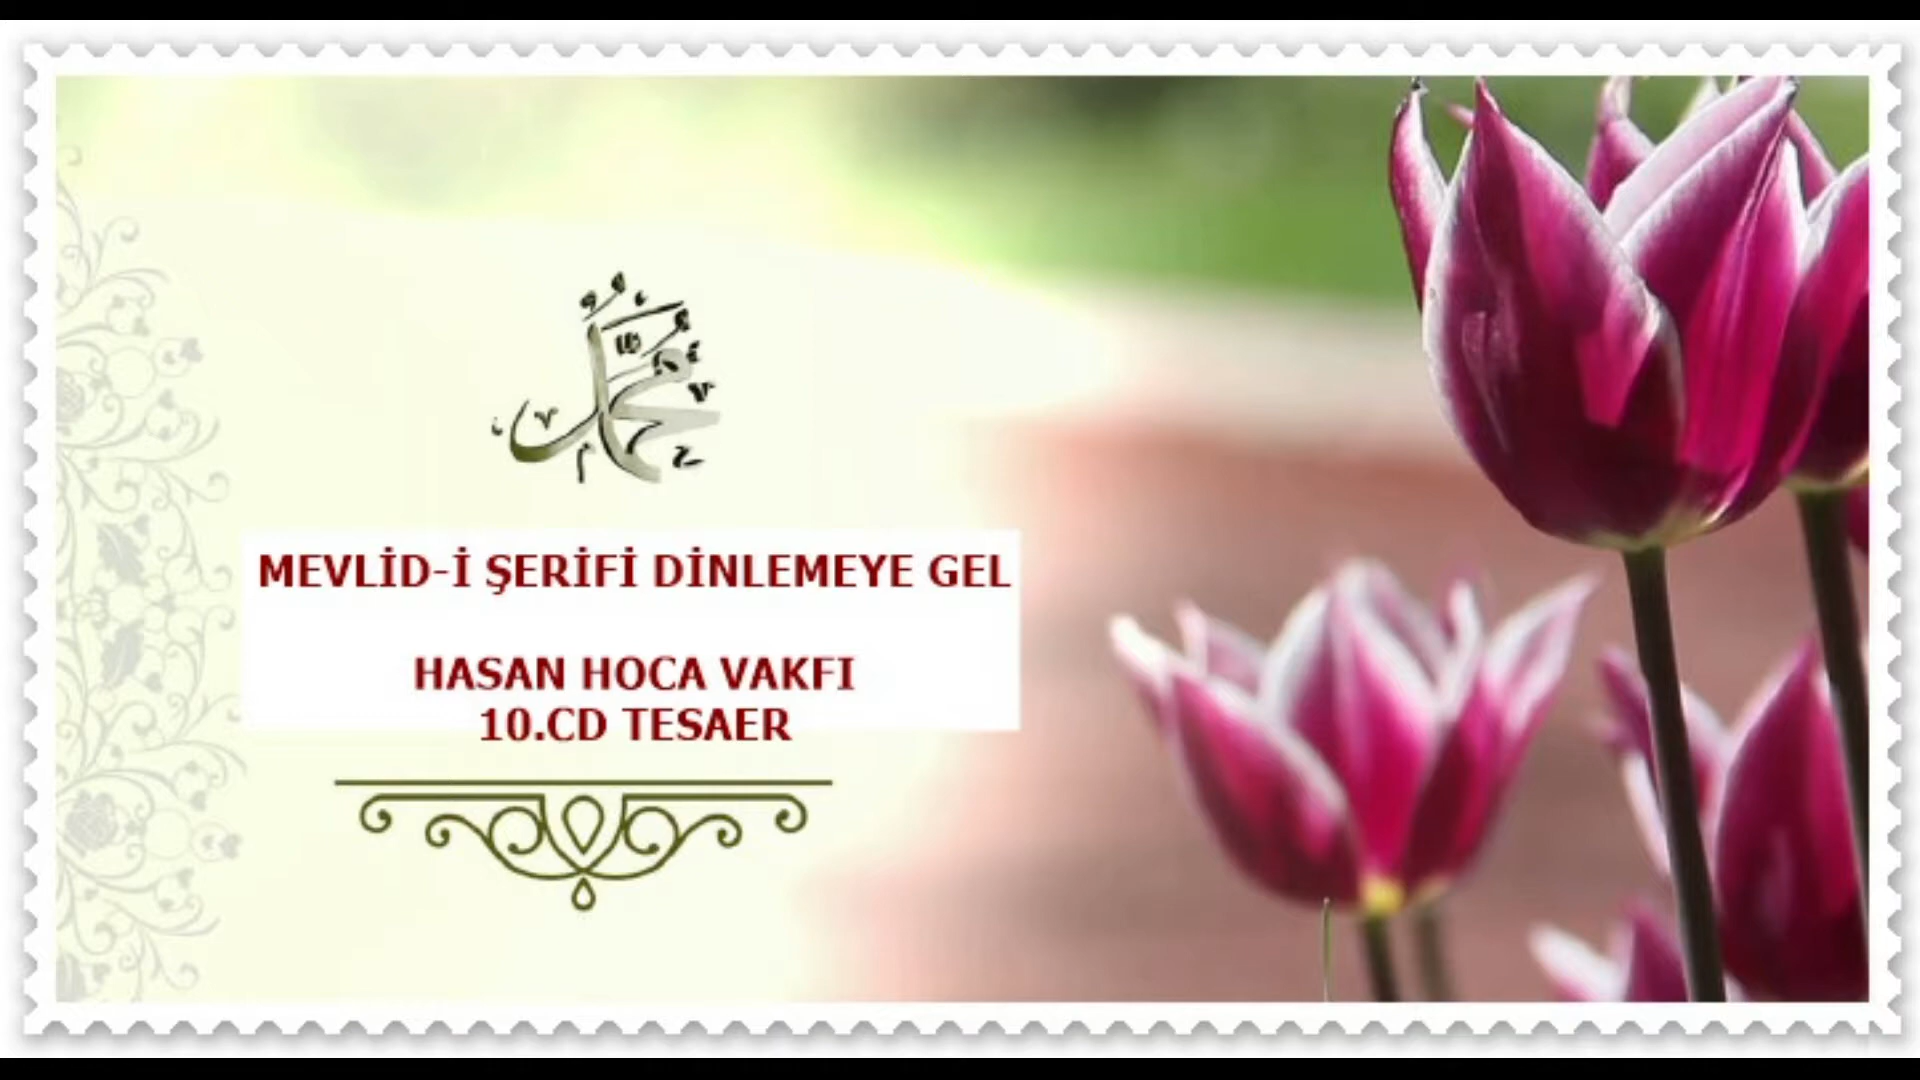 محمد
MEVLİD-İ ŞERİFİ DİNLEMEYE GEL
HASAN HOCA VAKFI
10.CD TESAER